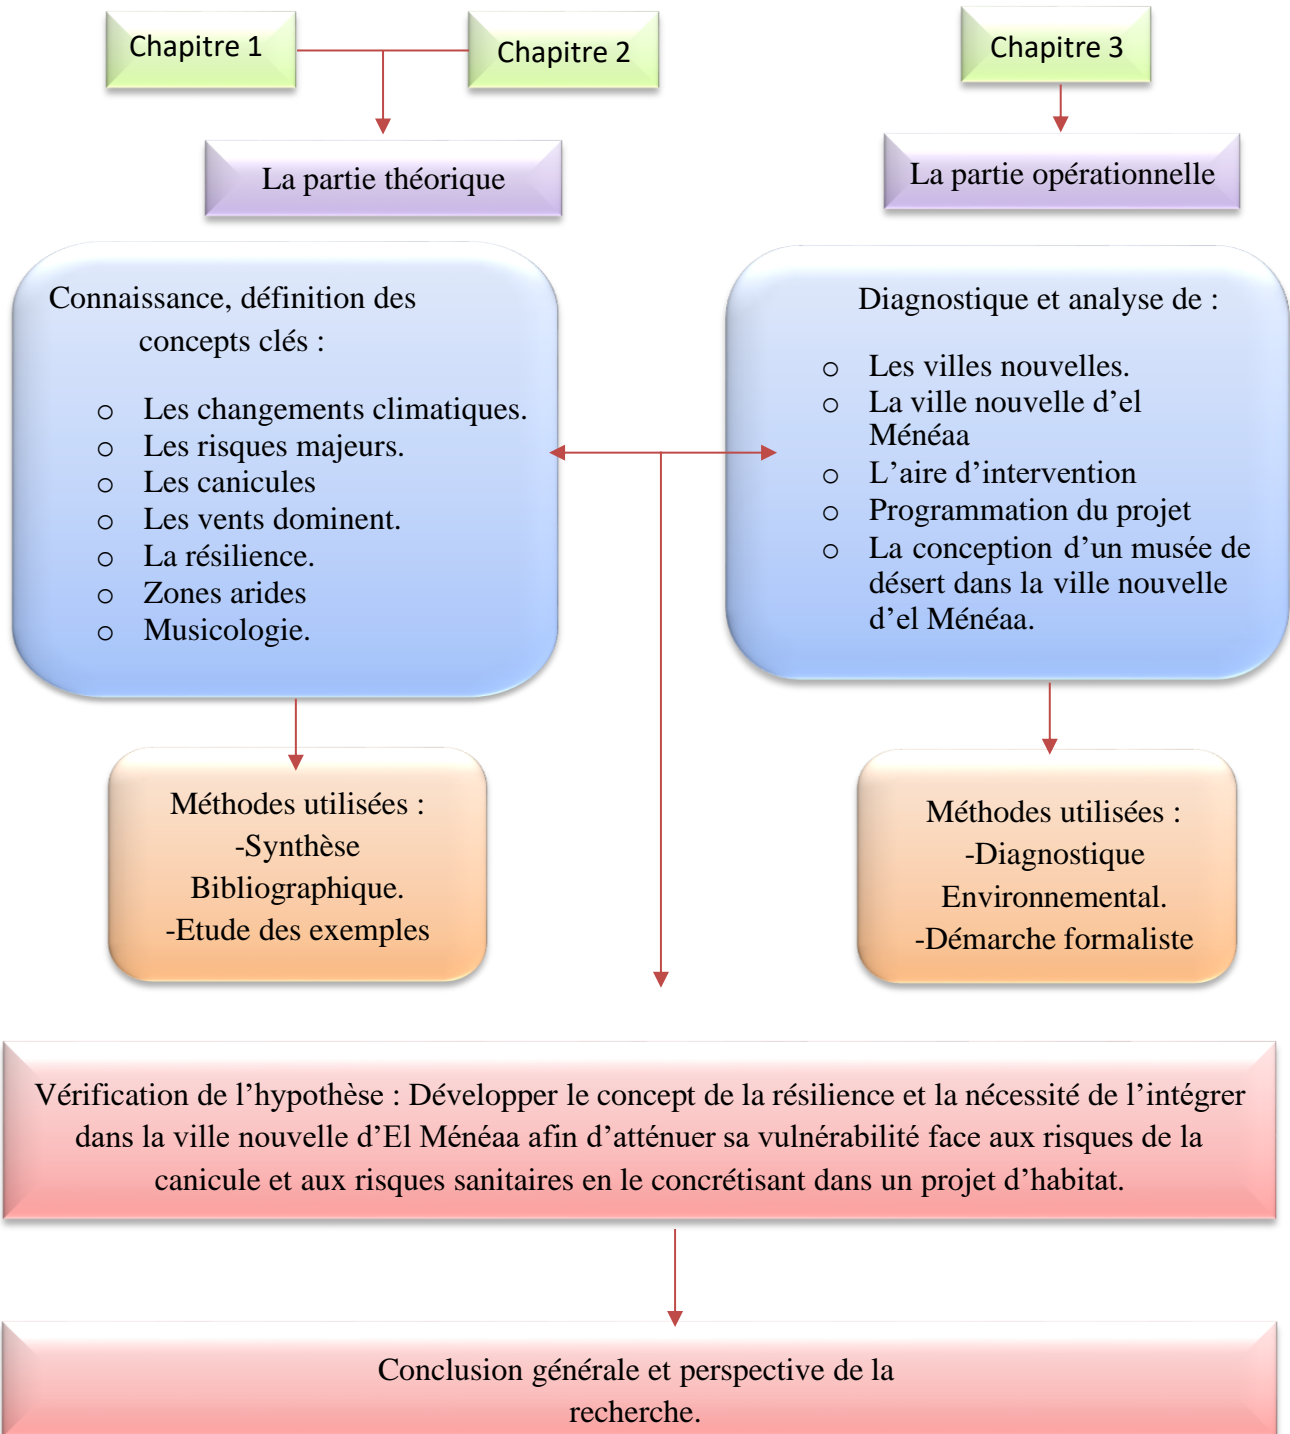 Chapitre 1
Chapitre 2
Chapitre 3
La partie théorique
La partie opérationnelle
Connaissance, définition des
concepts clés :
o Les changements climatiques.
o Les risques majeurs.
o Les canicules
o Les vents dominent.
o La résilience.
o Zones arides
o Musicologie.
Diagnostique et analyse de :
o Les villes nouvelles.
o La ville nouvelle d’el
Ménéaa
o L’aire d’intervention
o Programmation du projet
o La conception d’un musée de
désert dans la ville nouvelle
d’el Ménéaa.
Méthodes utilisées :
-Synthèse
Bibliographique.
-Etude des exemples
Méthodes utilisées :
-Diagnostique
Environnemental.
-Démarche formaliste
Vérification de l’hypothèse : Développer le concept de la résilience et la nécessité de l’intégrer
dans la ville nouvelle d’El Ménéaa afin d’atténuer sa vulnérabilité face aux risques de la
canicule et aux risques sanitaires en le concrétisant dans un projet d’habitat.
Conclusion générale et perspective de la
recherche.